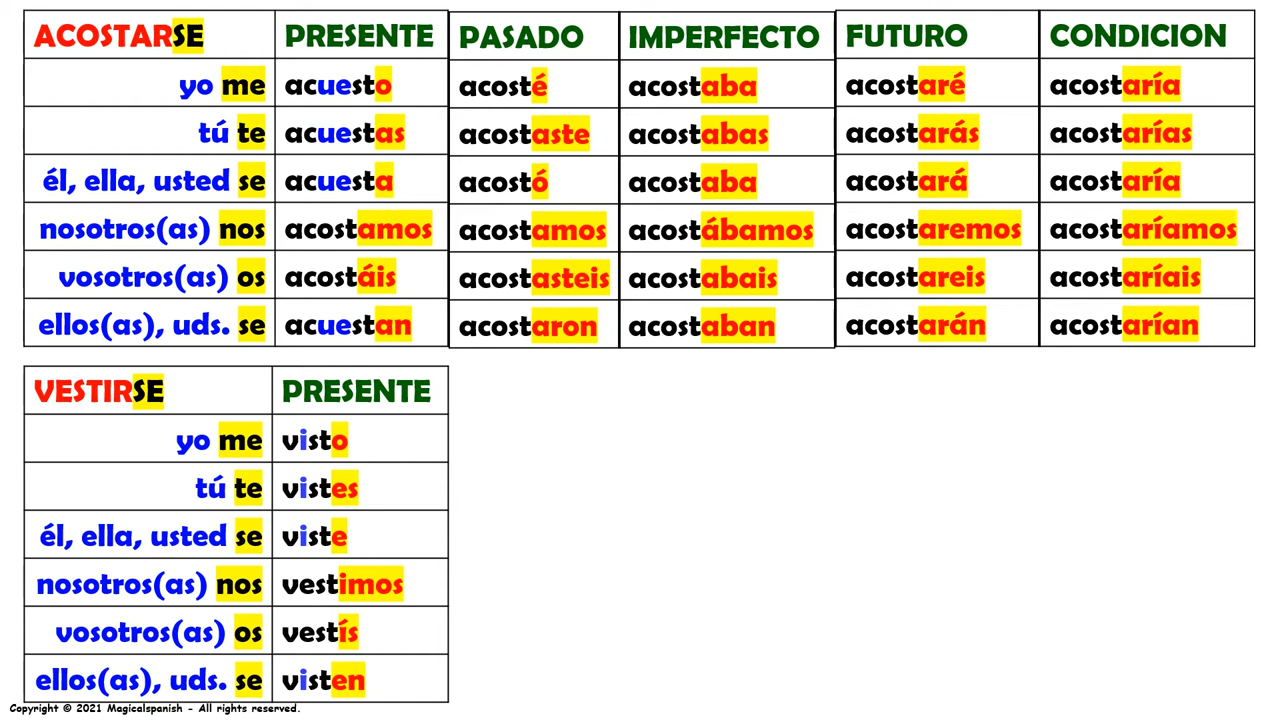 ACOSTARSE PRESENTE PASADO IMPERFECTO FUTURO CONDICION
yo me acuesto acosté acostaba acostaré acostaría
tú te acuestas acostaste acostabas acostarás acostarías
él, ella, usted se acuesta acostó acostaba acostará acostaría
nosotros(as) nos acostamos acostamos acostábamos acostaremos acostaríamos
vosotros(as) os acostáis acostasteis acostabais acostareis acostaríais
ellos(as), uds. se acuestan acostaron acostaban acostarán acostarían
VESTIRSE PRESENTE
yo me visto
tú te vistes
él, ella, usted se viste
nosotros(as) nos vestimos
vosotros(as) os vestís
ellos(as), uds. se visten
Copyright © 2021 Magicalspanish - All rights reserved.